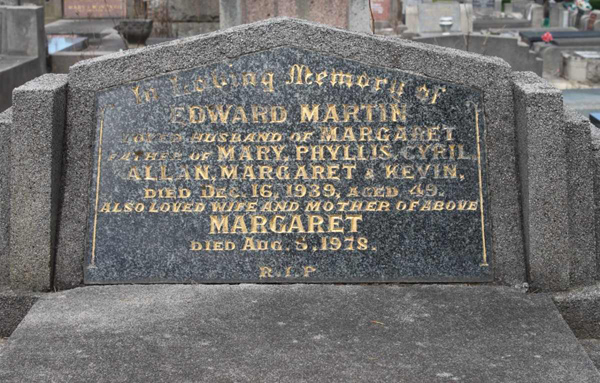 In Loving Memory of
EDWARD MARTIN
LOVED HUSBAND OF MARGARET
FATHER OF MARY, PHYLLIS, CYRIL,
ALLAN, MARGARET & KEVIN,
DIED DEC. 16, 1939, AGED 49.
ALSO LOVED WIFE AND MOTHER OF ABOVE
MARGARET
DIED AUG. 5, 1978.
R.I.P